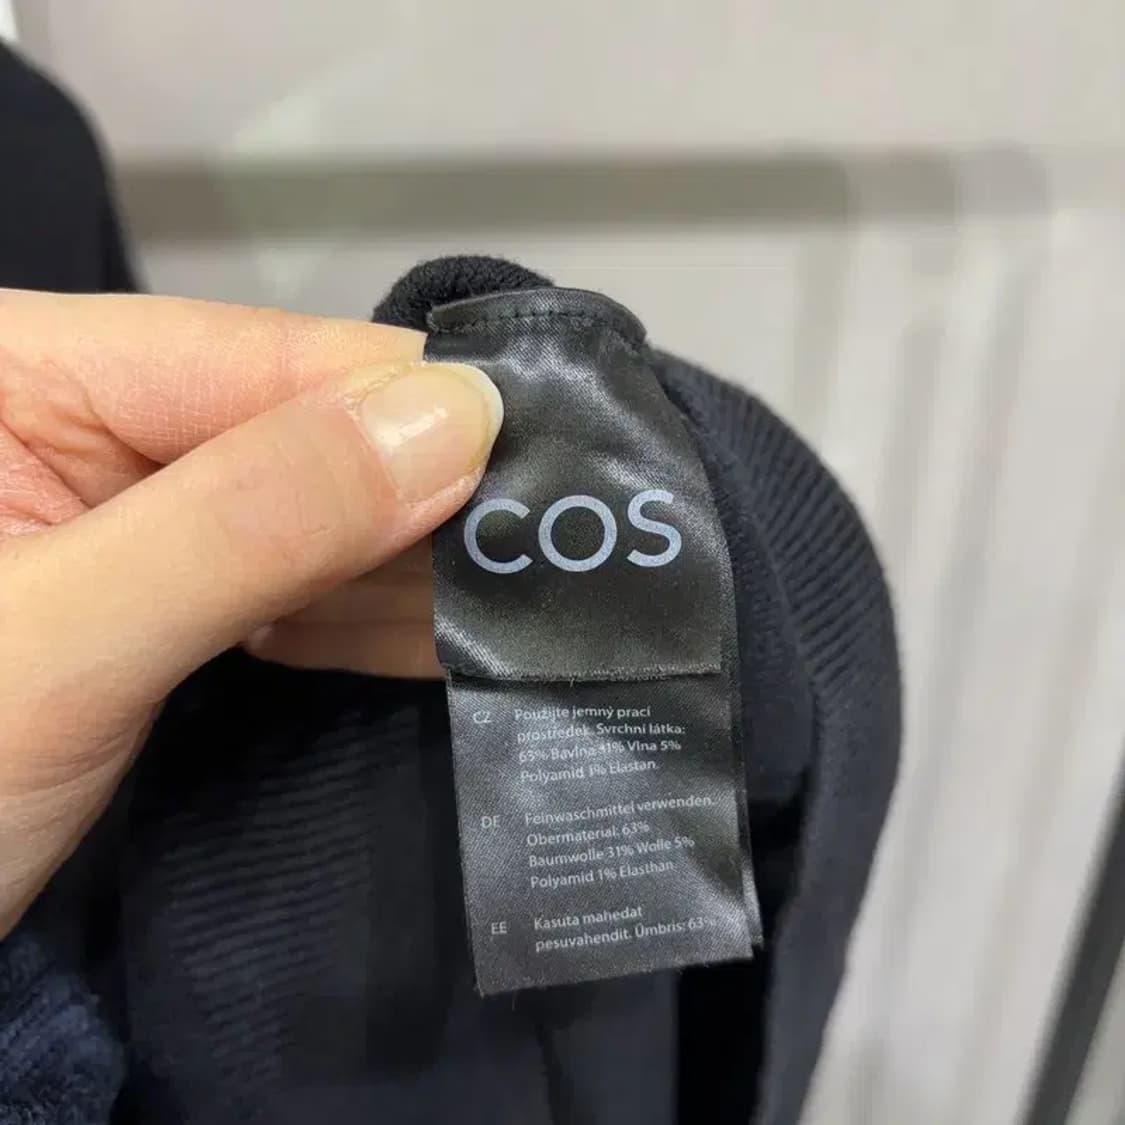 COS
CZ Použijte jemný prací
prostředek. Svrchní látka:
63% Bavlna 31% Vlna 5%
Polyamid 1% Elastan.
DE Feinwaschmittel verwenden.
Obermaterial: 63%
Baumwolle 31% Wolle 5%
Polyamid 1% Elasthan.
EE Kasuta mahedat
pesuvahendit. Ümbris: 63%